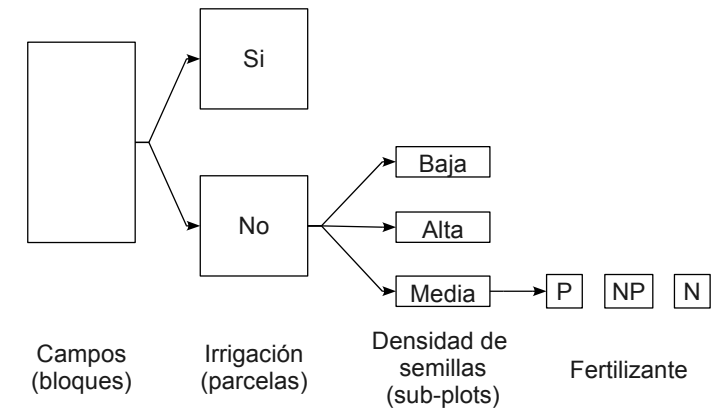 Si
No
Baja
Alta
Media
P
NP
N
Campos
(bloques)
Irrigación
(parcelas)
Densidad de
semillas
(sub-plots)
Fertilizante